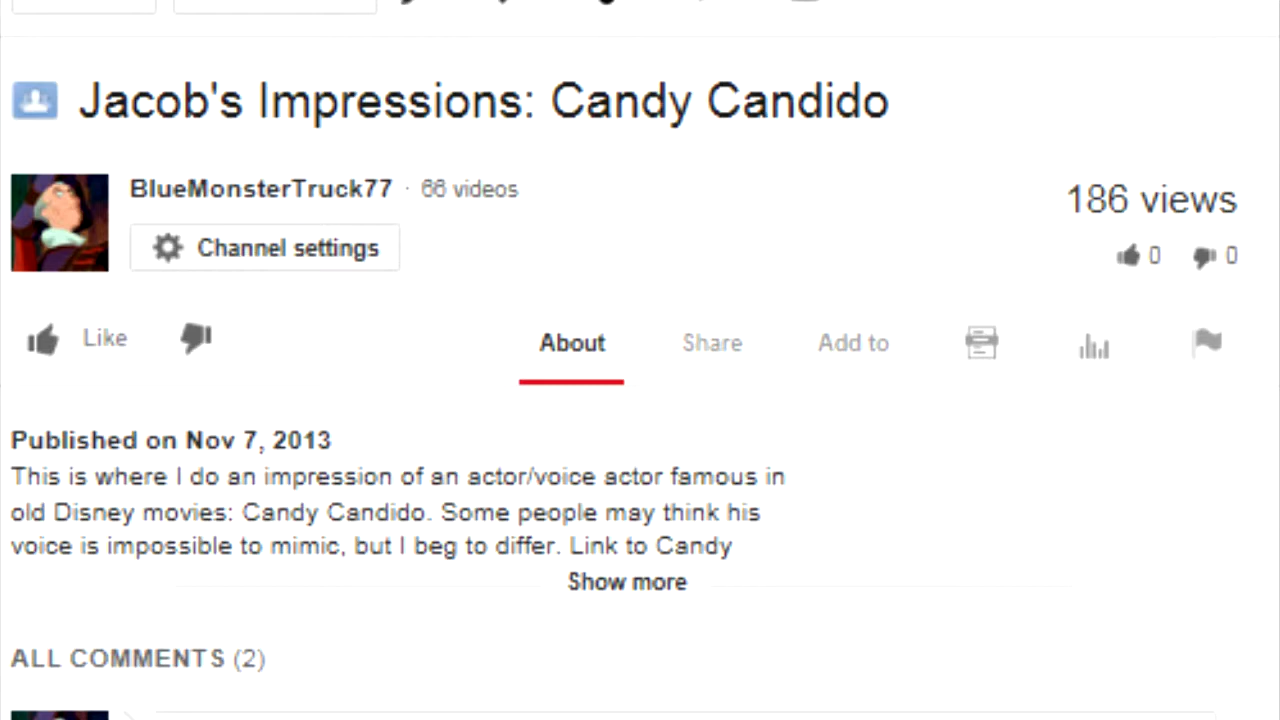 Jacob's Impressions: Candy Candido
BlueMonsterTruck77 · 66 videos
Channel settings
186 views
0 0
Like
About Share Add to
Published on Nov 7, 2013
This is where I do an impression of an actor/voice actor famous in
old Disney movies: Candy Candido. Some people may think his
voice is impossible to mimic, but I beg to differ. Link to Candy
Show more
ALL COMMENTS (2)